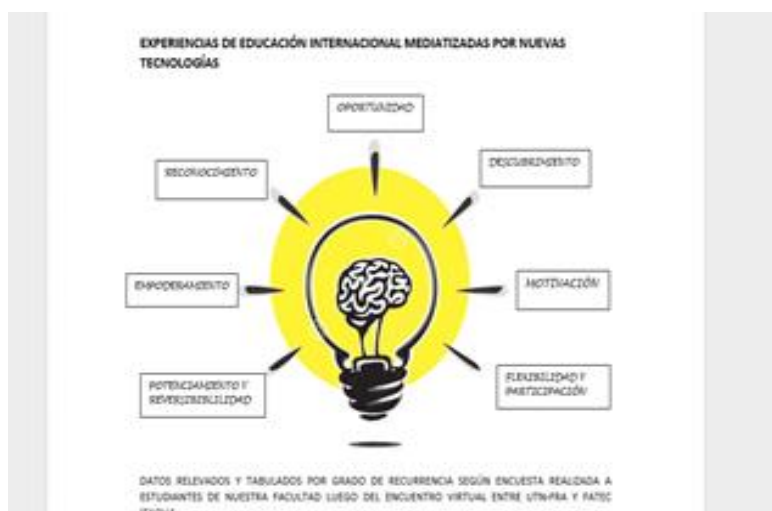 EXPERIENCIAS DE EDUCACIÓN INTERNACIONAL MEDIATIZADAS POR NUEVAS
TECNOLOGÍAS
OPORTUNIDAD
RECONOCIMIENTO
DESCUBRIMIENTO
EMPODERAMIENTO
MOTIVACIÓN
POTENCIAMIENTO Y
REVERSIBIBLILIDAD
FLEXIBILIDAD Y
PARTICIPACIÓN
DATOS RELEVADOS Y TABULADOS POR GRADO DE RECURRENCIA SEGÚN ENCUESTA REALIZADA A
ESTUDIANTES DE NUESTRA FACULTAD LUEGO DEL ENCUENTRO VIRTUAL ENTRE UTN-FRA Y FATEC